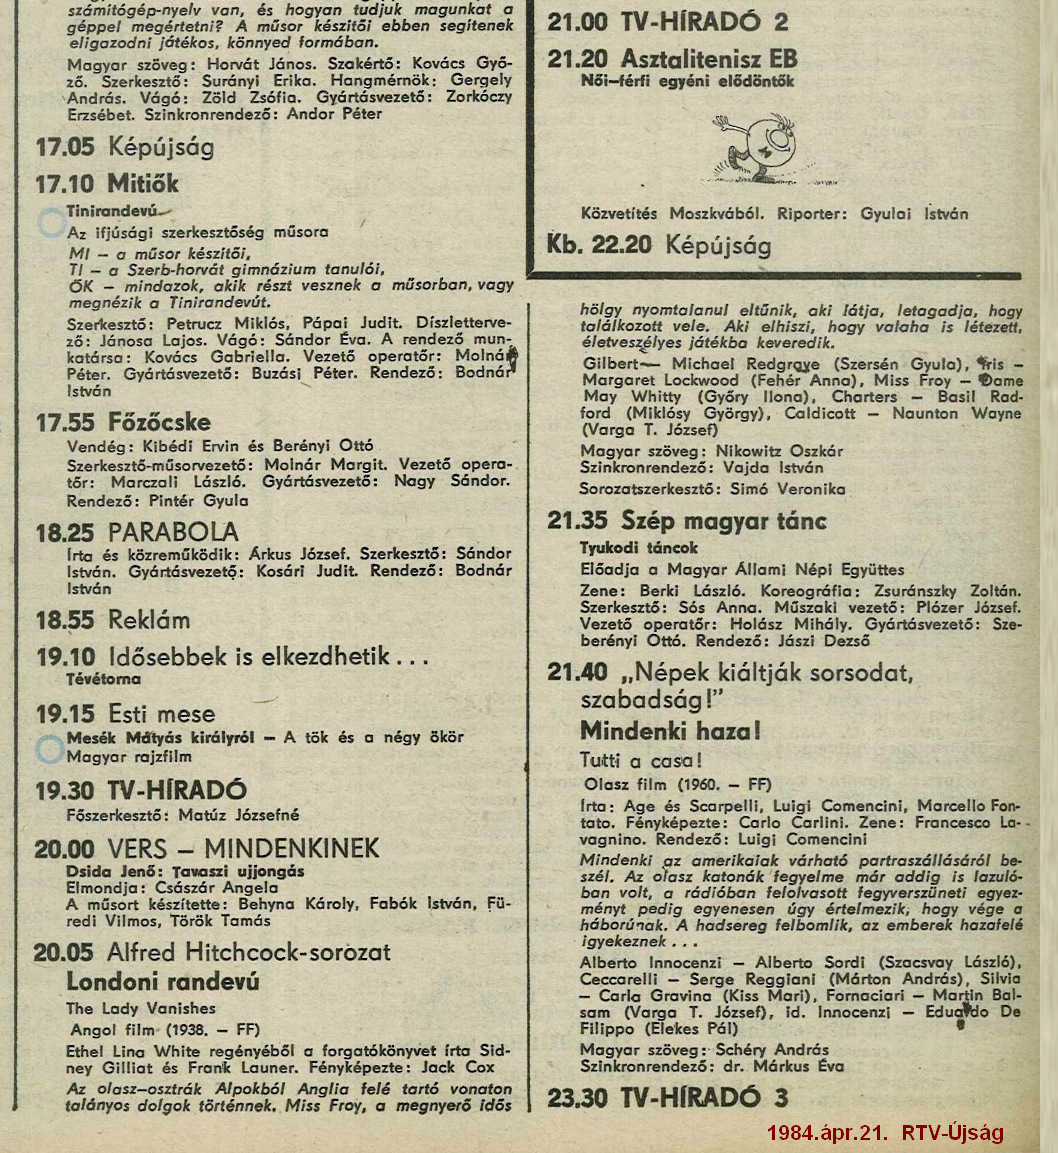 számítógép-nyelv van, és hogyan tudjuk magunkat a
géppel megértetni? A műsor készítői ebben segítenek
eligazodni játékos, könnyed formában.
Magyar szöveg: Horvát János. Szakértő: Kovács Győ-
ző. Szerkesztő: Surányi Erika. Hangmérnök: Gergely
András. Vágó: Zöld Zsófia. Gyártásvezető: Zorkóczy
Erzsébet. Szinkronrendező: Andor Péter
17.05 Képújság
17.10 Mitiők
Tinirandevú
Az ifjúsági szerkesztőség műsora
MI – a műsor készítői,
TI – a Szerb-horvát gimnázium tanulói,
ŐK – mindazok, akik részt vesznek a műsorban, vagy
megnézik a Tinirandevút.
Szerkesztő: Petrucz Miklós, Pápai Judit. Díszletterve-
ző: Jánosa Lajos. Vágó: Sándor Éva. A rendező mun-
katársa: Kovács Gabriella. Vezető operatőr: Molnár
Péter. Gyártásvezető: Buzási Péter. Rendező: Bodnár
István
17.55 Főzőcske
Vendég: Kibédi Ervin és Berényi Ottó
Szerkesztő-műsorvezető: Molnár Margit. Vezető opera-
tőr: Marczali László. Gyártásvezető: Nagy Sándor.
Rendező: Pintér Gyula
18.25 PARABOLA
Írta és közreműködik: Árkus József. Szerkesztő: Sándor
István. Gyártásvezető: Kosári Judit. Rendező: Bodnár
István
18.55 Reklám
19.10 Idősebbek is elkezdhetik . . .
Tévétorna
19.15 Esti mese
Mesék Mátyás királyról – A tök és a négy ökör
Magyar rajzfilm
19.30 TV-HÍRADÓ
Főszerkesztő: Matúz Józsefné
20.00 VERS – MINDENKINEK
Dsida Jenő: Tavaszi ujjongás
Elmondja: Császár Angela
A műsort készítette: Behyna Károly, Fabók István, Fü-
redi Vilmos, Török Tamás
20.05 Alfred Hitchcock-sorozat
Londoni randevú
The Lady Vanishes
Angol film (1938. – FF)
Ethel Lina White regényéből a forgatókönyvet írta Sid-
ney Gilliat és Frank Launer. Fényképezte: Jack Cox
Az olasz–osztrák Alpokból Anglia felé tartó vonaton
talányos dolgok történnek. Miss Froy, a megnyerő idős
21.00 TV-HÍRADÓ 2
21.20 Asztalitenisz EB
Női–férfi egyéni elődöntők
Közvetítés Moszkvából. Riporter: Gyulai István
Kb. 22.20 Képújság
hölgy nyomtalanul eltűnik, aki látja, letagadja, hogy
találkozott vele. Aki elhiszi, hogy valaha is létezett,
életveszélyes játékba keveredik.
Gilbert – Michael Redgrave (Szersén Gyula), Iris –
Margaret Lockwood (Fehér Anna), Miss Froy – Dame
May Whitty (Győry Ilona), Charters – Basil Rad-
ford (Miklósy György), Caldicott – Naunton Wayne
(Varga T. József)
Magyar szöveg: Nikowitz Oszkár
Szinkronrendező: Vajda István
Sorozatszerkesztő: Simó Veronika
21.35 Szép magyar tánc
Tyukodi táncok
Előadja a Magyar Állami Népi Együttes
Zene: Berki László. Koreográfia: Zsuránszky Zoltán.
Szerkesztő: Sós Anna. Műszaki vezető: Plózer József.
Vezető operatőr: Holász Mihály. Gyártásvezető: Sze-
berényi Ottó. Rendező: Jászi Dezső
21.40 „Népek kiáltják sorsodat,
szabadság!”
Mindenki haza!
Tutti a casa!
Olasz film (1960. – FF)
Írta: Age és Scarpelli, Luigi Comencini, Marcello Fon-
tato. Fényképezte: Carlo Carlini. Zene: Francesco La-
vagnino. Rendező: Luigi Comencini
Mindenki az amerikaiak várható partraszállásáról be-
szél. Az olasz katonák fegyelme már addig is lazuló-
ban volt, a rádióban felolvasott fegyverszüneti egyez-
ményt pedig egyenesen úgy értelmezik, hogy vége a
háborúnak. A hadsereg felbomlik, az emberek hazafelé
igyekeznek . . .
Alberto Innocenzi – Alberto Sordi (Szacsvay László),
Ceccarelli – Serge Reggiani (Márton András), Silvia
– Carla Gravina (Kiss Mari), Fornaciari – Martin Bal-
sam (Varga T. József), id. Innocenzi – Eduardo De
Filippo (Elekes Pál)
Magyar szöveg: Schéry András
Szinkronrendező: dr. Márkus Éva
23.30 TV-HÍRADÓ 3
1984.ápr.21. RTV-Újság